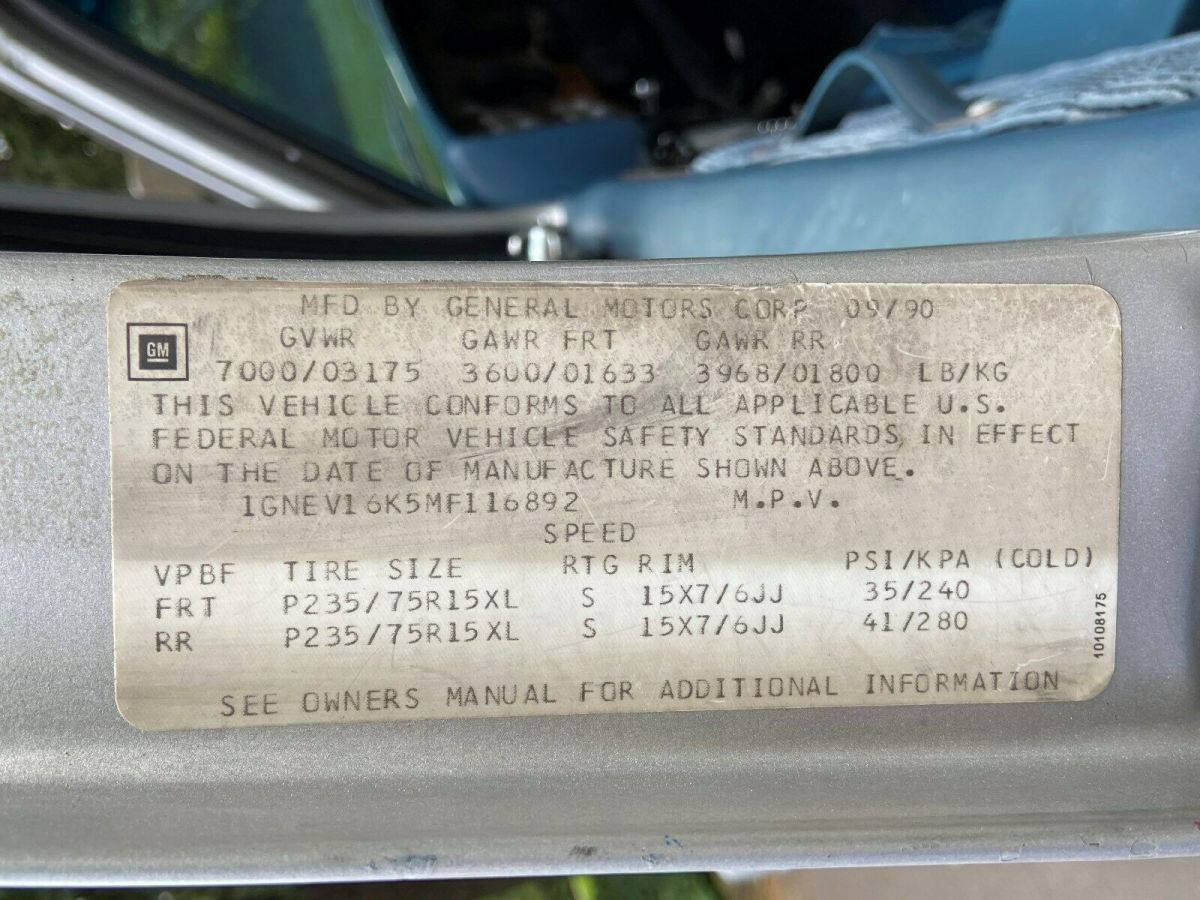 MFD BY GENERAL MOTORS CORP 09/90
GM
GVWR GAWR FRT GAWR RR
7000/03175 3600/01633 3968/01800 LB/KG
THIS VEHICLE CONFORMS TO ALL APPLICABLE U.S.
FEDERAL MOTOR VEHICLE SAFETY STANDARDS IN EFFECT
ON THE DATE OF MANUFACTURE SHOWN ABOVE.
1GNEV16K5MF116892 M.P.V.
SPEED
VPBF TIRE SIZE RTG RIM PSI/KPA (COLD)
FRT P235/75R15XL S 15X7/6JJ 35/240
RR P235/75R15XL S 15X7/6JJ 41/280
10108175
SEE OWNERS MANUAL FOR ADDITIONAL INFORMATION